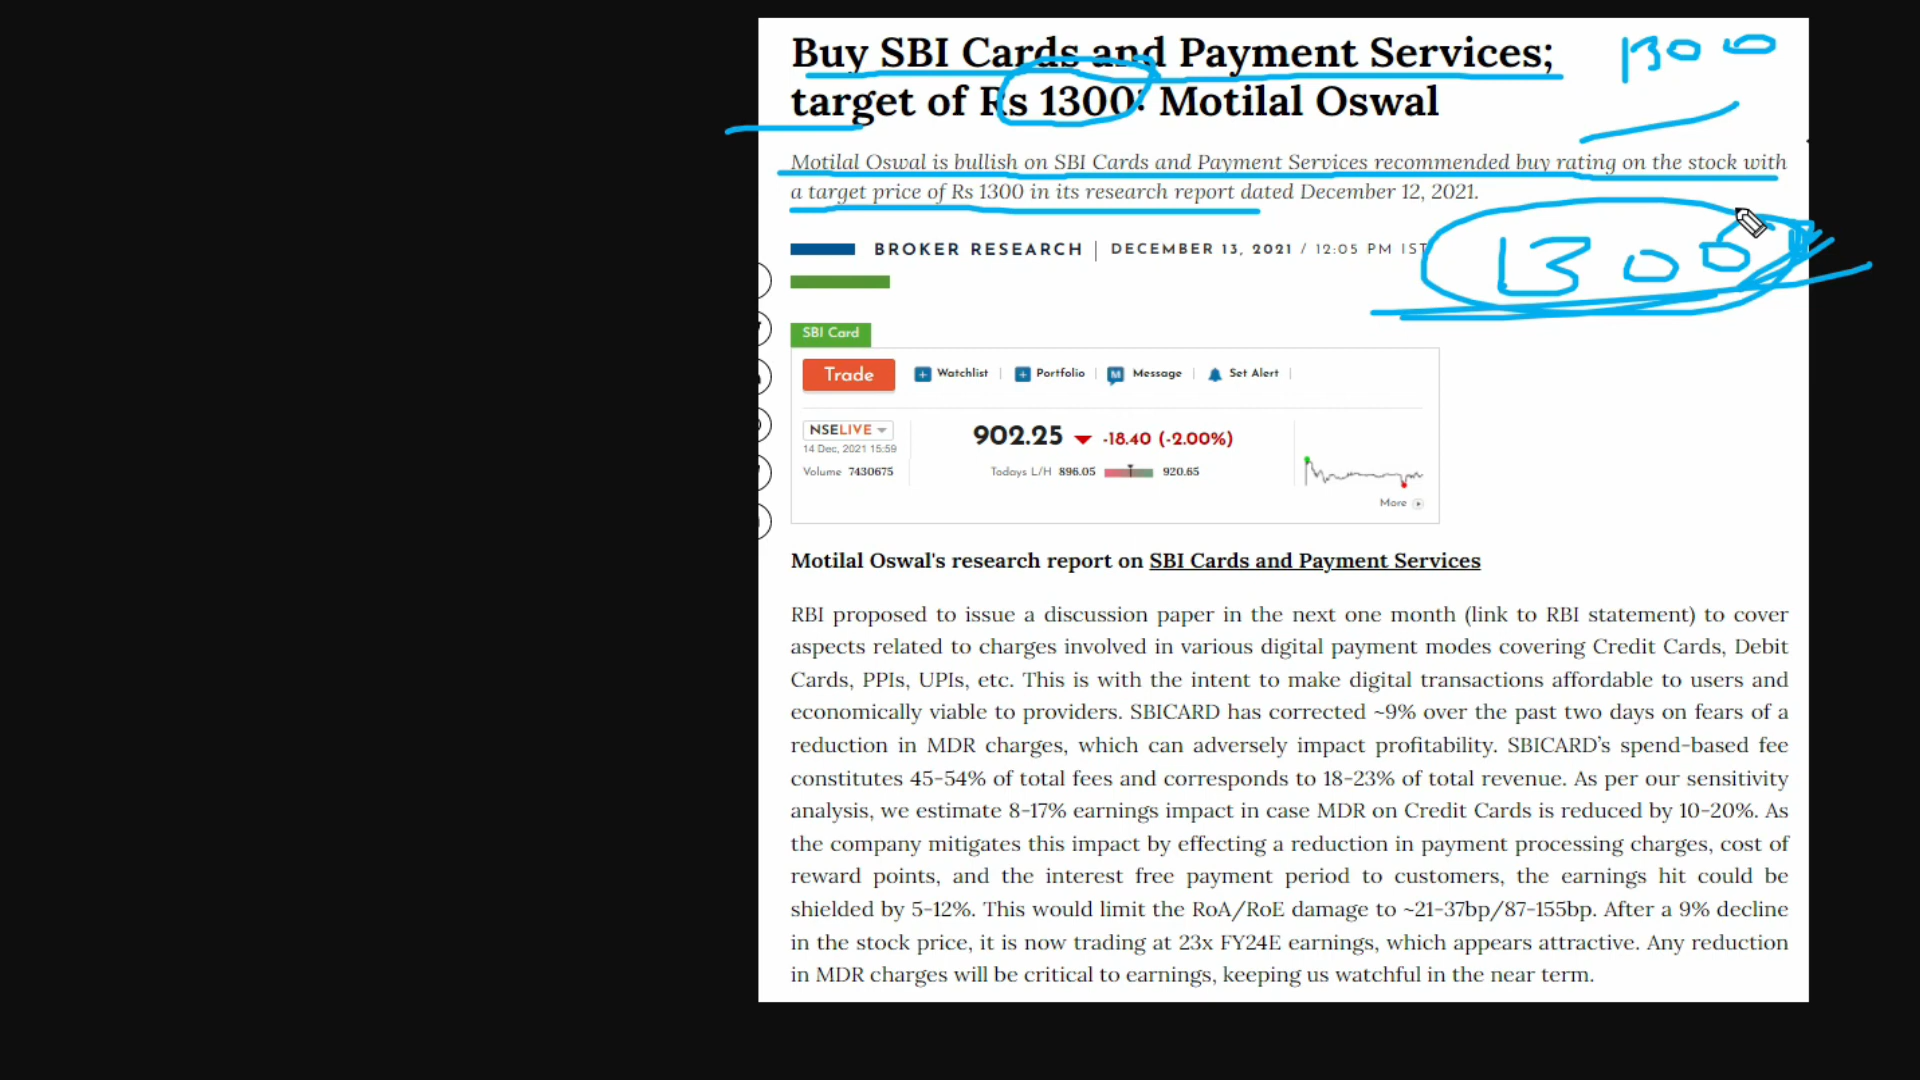 Buy SBI Cards and Payment Services; 1300
target of Rs 1300: Motilal Oswal
Motilal Oswal is bullish on SBI Cards and Payment Services recommended buy rating on the stock with
a target price of Rs 1300 in its research report dated December 12, 2021.
BROKER RESEARCH | DECEMBER 13, 2021 / 12:05 PM IST
1300
SBI Card
Trade Watchlist | Portfolio | Message | Set Alert |
NSELIVE 902.25 -18.40 (-2.00%)
14 Dec, 2021 15:59
Volume 7430675 Todays L/H 896.05 920.65
More
Motilal Oswal's research report on SBI Cards and Payment Services
RBI proposed to issue a discussion paper in the next one month (link to RBI statement) to cover
aspects related to charges involved in various digital payment modes covering Credit Cards, Debit
Cards, PPIs, UPIs, etc. This is with the intent to make digital transactions affordable to users and
economically viable to providers. SBICARD has corrected ~9% over the past two days on fears of a
reduction in MDR charges, which can adversely impact profitability. SBICARD's spend-based fee
constitutes 45-54% of total fees and corresponds to 18-23% of total revenue. As per our sensitivity
analysis, we estimate 8-17% earnings impact in case MDR on Credit Cards is reduced by 10-20%. As
the company mitigates this impact by effecting a reduction in payment processing charges, cost of
reward points, and the interest free payment period to customers, the earnings hit could be
shielded by 5-12%. This would limit the RoA/RoE damage to ~21-37bp/87-155bp. After a 9% decline
in the stock price, it is now trading at 23x FY24E earnings, which appears attractive. Any reduction
in MDR charges will be critical to earnings, keeping us watchful in the near term.